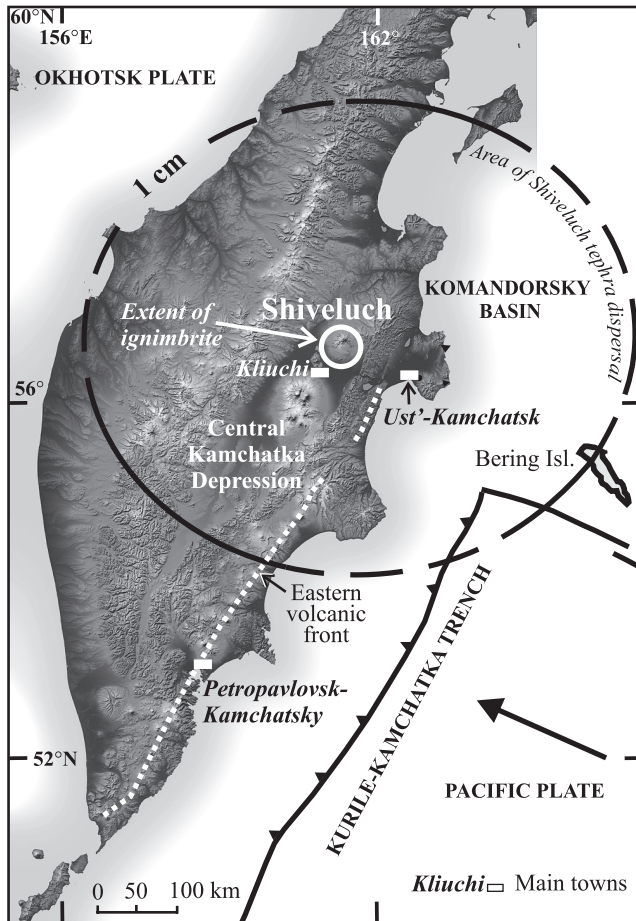 60°N
156°E
162°
OKHOTSK PLATE
1 cm
Area of Shiveluch tephra dispersal
KOMANDORSKY
BASIN
Shiveluch
Extent of
ignimbrite
Kliuchi
56°
Ust'-Kamchatsk
Central
Kamchatka
Depression
Bering Isl.
Eastern
volcanic
front
KURILE-KAMCHATKA TRENCH
Petropavlovsk-
Kamchatsky
52°N
PACIFIC PLATE
0 50 100 km
Kliuchi Main towns